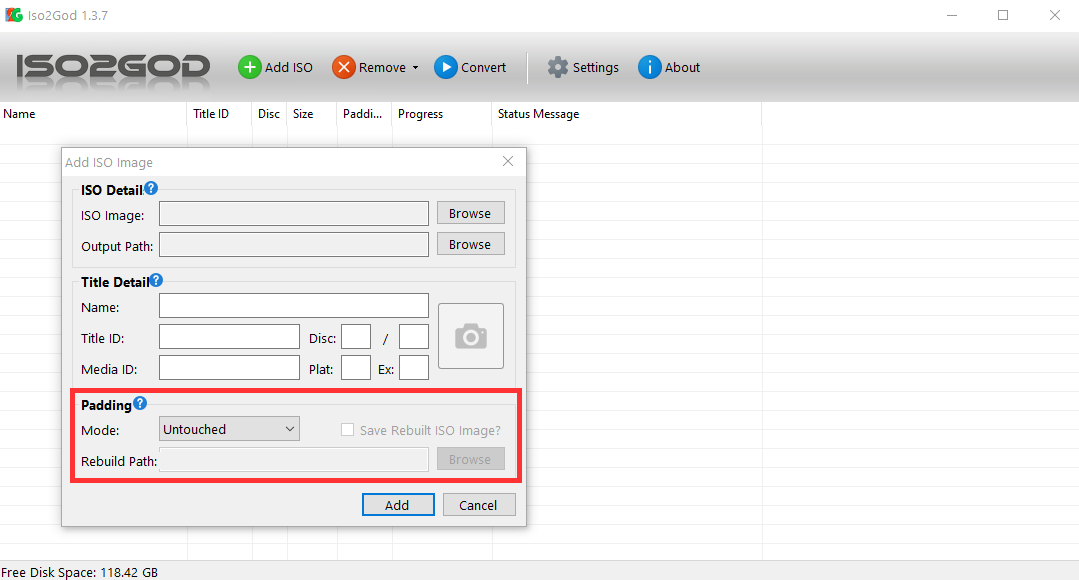 Iso2God 1.3.7
ISO2GOD Add ISO Remove Convert Settings About
Name Title ID Disc Size Paddi... Progress Status Message
Add ISO Image
ISO Detail ?
ISO Image: Browse
Output Path: Browse
Title Detail ?
Name:
Title ID: Disc: /
Media ID: Plat: Ex:
Padding ?
Mode: Untouched Save Rebuilt ISO Image?
Rebuild Path: Browse
Add Cancel
Free Disk Space: 118.42 GB